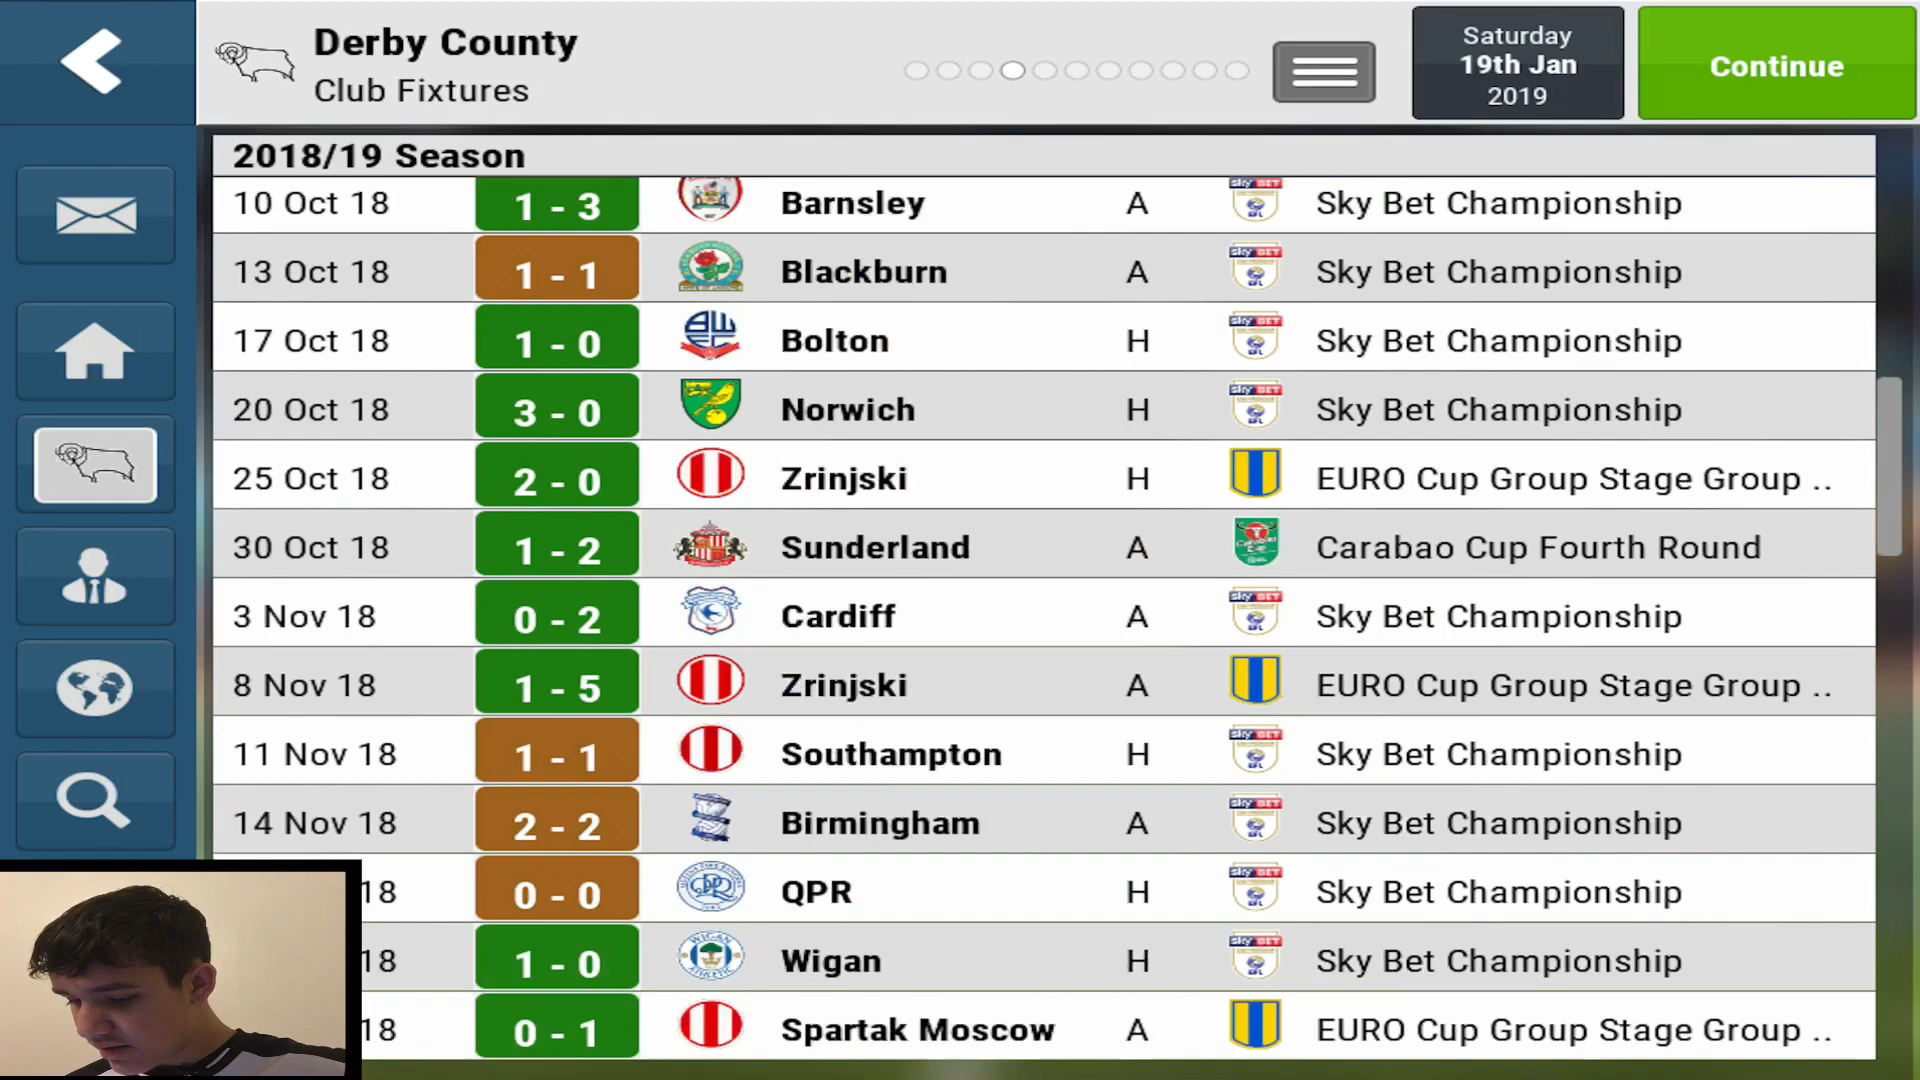 Derby County
Club Fixtures
Saturday
19th Jan
2019
Continue
2018/19 Season
10 Oct 18 1 - 3 Barnsley A Sky Bet Championship
13 Oct 18 1 - 1 Blackburn A Sky Bet Championship
17 Oct 18 1 - 0 Bolton H Sky Bet Championship
20 Oct 18 3 - 0 Norwich H Sky Bet Championship
25 Oct 18 2 - 0 Zrinjski H EURO Cup Group Stage Group ..
30 Oct 18 1 - 2 Sunderland A Carabao Cup Fourth Round
3 Nov 18 0 - 2 Cardiff A Sky Bet Championship
8 Nov 18 1 - 5 Zrinjski A EURO Cup Group Stage Group ..
11 Nov 18 1 - 1 Southampton H Sky Bet Championship
14 Nov 18 2 - 2 Birmingham A Sky Bet Championship
18 0 - 0 QPR H Sky Bet Championship
18 1 - 0 Wigan H Sky Bet Championship
18 0 - 1 Spartak Moscow A EURO Cup Group Stage Group ..